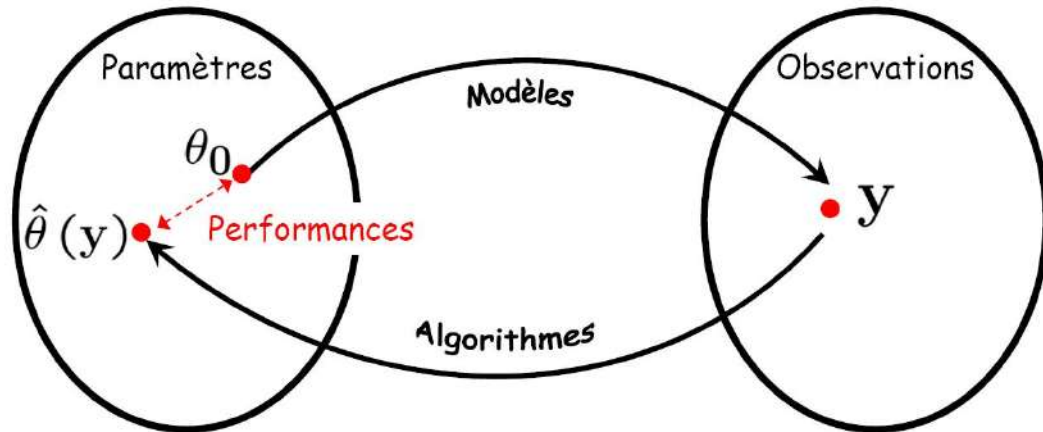 Paramètres
Observations
Modèles
θ₀
y
θ̂ (y)
Performances
Algorithmes